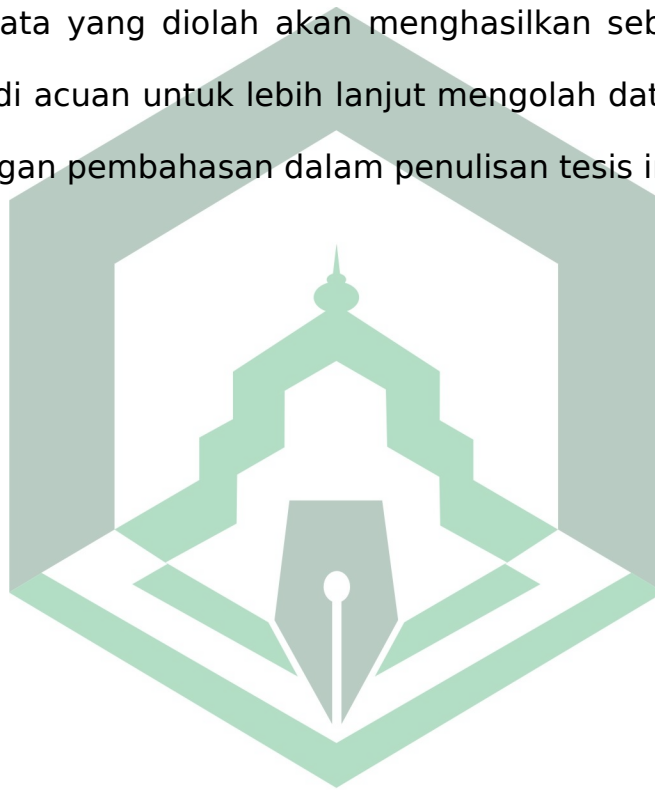 ata yang diolah akan menghasilkan seb
di acuan untuk lebih lanjut mengolah dat
gan pembahasan dalam penulisan tesis i